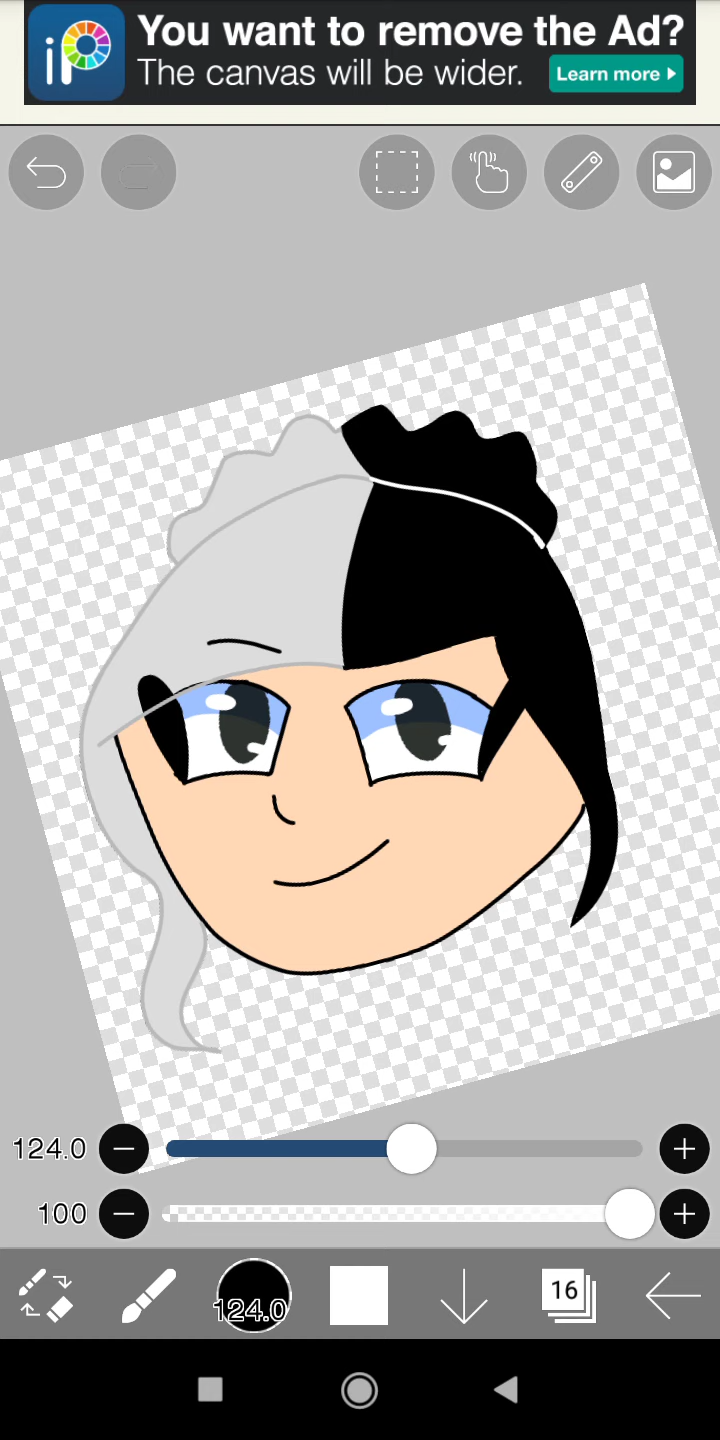 iP
You want to remove the Ad?
The canvas will be wider.
Learn more
124.0
100
124.0
16